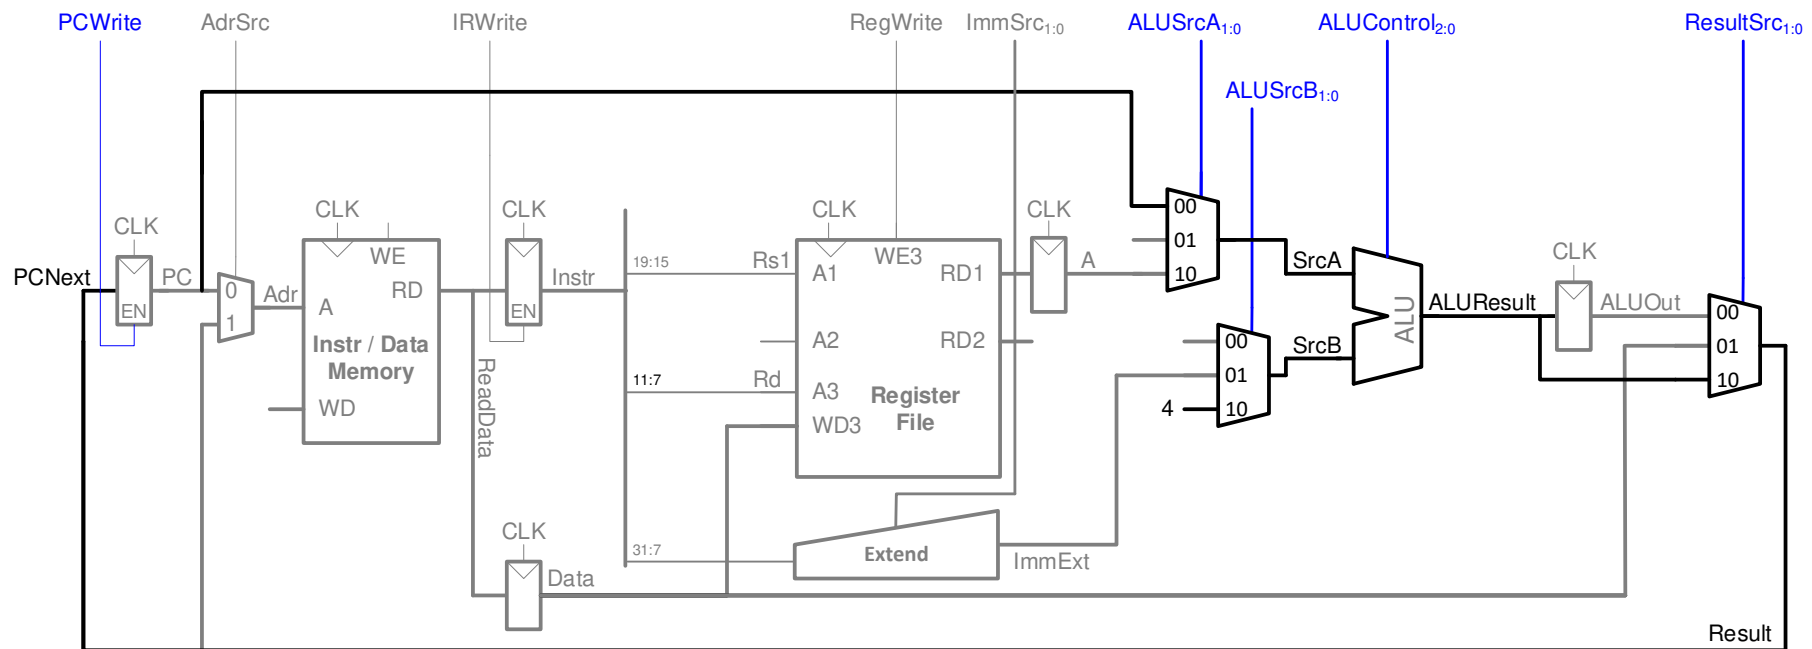 PCWrite AdrSrc IRWrite RegWrite ImmSrc1:0 ALUSrcA1:0 ALUControl2:0 ResultSrc1:0
ALUSrcB1:0
CLK CLK CLK CLK CLK
00
01
10
SrcA
PCNext PC EN
0
1
Adr
WE
RD
A
Instr / Data
Memory
WD
Instr
EN
ReadData
19:15 Rs1 A1
WE3
RD1
A
A2
RD2
11:7 Rd A3
WD3
Register
File
00
01
4 10
SrcB
ALU
ALUResult
CLK
ALUOut
00
01
10
CLK
Data
31:7
Extend
ImmExt
Result